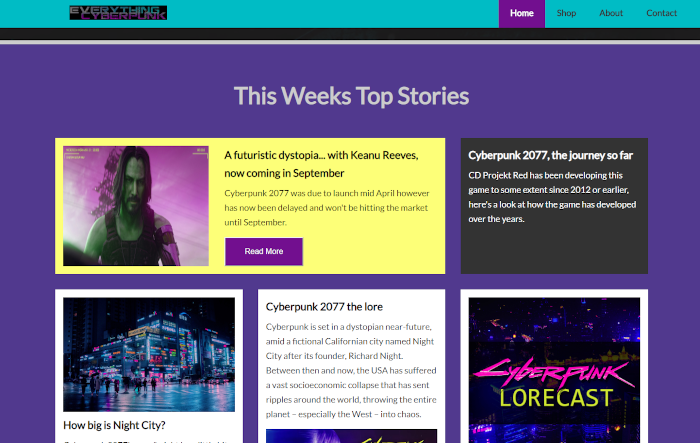 EVERYTHING
CYBERPUNK
Home Shop About Contact
This Weeks Top Stories
A futuristic dystopia... with Keanu Reeves,
now coming in September
Cyberpunk 2077 was due to launch mid April however
has now been delayed and won't be hitting the market
until September.
Read More
Cyberpunk 2077, the journey so far
CD Projekt Red has been developing this
game to some extent since 2012 or earlier,
here's a look at how the game has developed
over the years.
How big is Night City?
Cyberpunk 2077 the lore
Cyberpunk is set in a dystopian near-future,
amid a fictional Californian city named Night
City after its founder, Richard Night.
Between then and now, the USA has suffered
a vast socioeconomic collapse that has sent
ripples around the world, throwing the entire
planet – especially the West – into chaos.
Cyberpunk
LORECAST